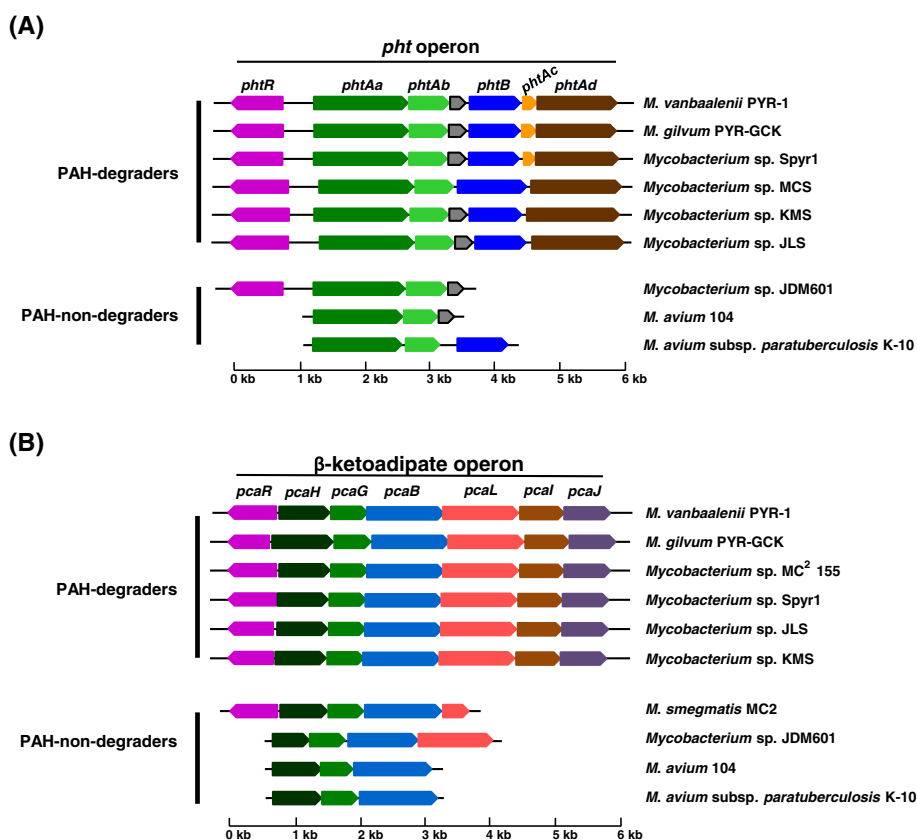 (A)
pht operon
phtR phtAa phtAb phtB phtAc phtAd
PAH-degraders
M. vanbaalenii PYR-1
M. gilvum PYR-GCK
Mycobacterium sp. Spyr1
Mycobacterium sp. MCS
Mycobacterium sp. KMS
Mycobacterium sp. JLS
PAH-non-degraders
Mycobacterium sp. JDM601
M. avium 104
M. avium subsp. paratuberculosis K-10
0 kb 1 kb 2 kb 3 kb 4 kb 5 kb 6 kb
(B)
β-ketoadipate operon
pcaR pcaH pcaG pcaB pcaL pcaI pcaJ
PAH-degraders
M. vanbaalenii PYR-1
M. gilvum PYR-GCK
Mycobacterium sp. MC² 155
Mycobacterium sp. Spyr1
Mycobacterium sp. JLS
Mycobacterium sp. KMS
PAH-non-degraders
M. smegmatis MC2
Mycobacterium sp. JDM601
M. avium 104
M. avium subsp. paratuberculosis K-10
0 kb 1 kb 2 kb 3 kb 4 kb 5 kb 6 kb